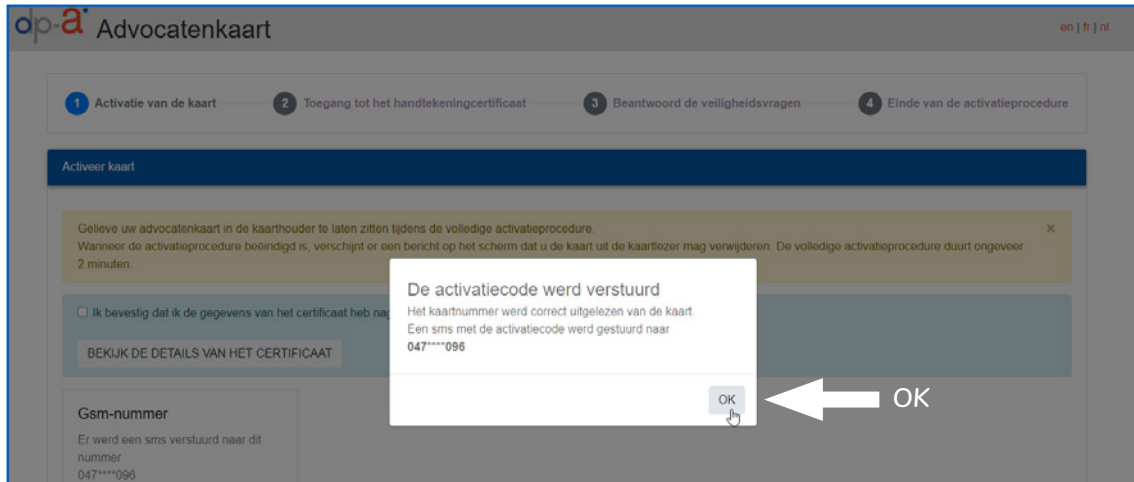 dp-a Advocatenkaart
en | fr | nl
1 Activatie van de kaart
2 Toegang tot het handtekeningcertificaat
3 Beantwoord de veiligheidsvragen
4 Einde van de activatieprocedure
Activeer kaart
Gelieve uw advocatenkaart in de kaarthouder te laten zitten tijdens de volledige activatieprocedure.
×
Wanneer de activatieprocedure beëindigd is, verschijnt er een bericht op het scherm dat u de kaart uit de kaartlezer mag verwijderen. De volledige activatieprocedure duurt ongeveer
2 minuten.
De activatiecode werd verstuurd
Het kaartnummer werd correct uitgelezen van de kaart
Een sms met de activatiecode werd gestuurd naar
047****096
OK
OK
Ik bevestig dat ik de gegevens van het certificaat heb
BEKIJK DE DETAILS VAN HET CERTIFICAAT
Gsm-nummer
Er werd een sms verstuurd naar dit
nummer
047****096